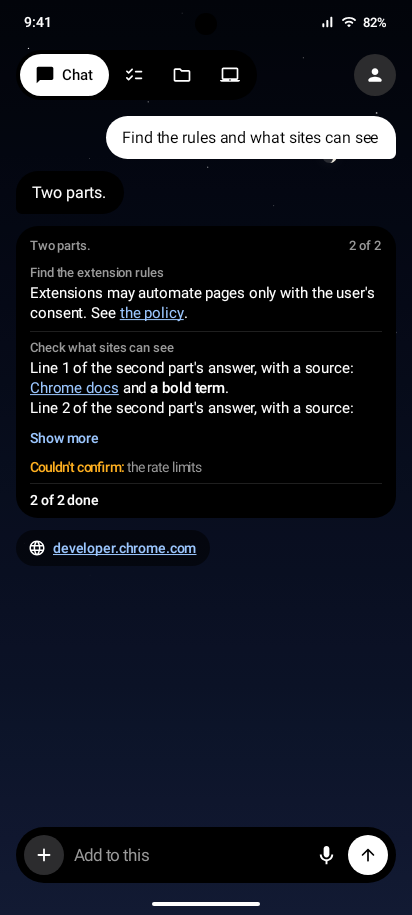 9:41
82%
Chat
Find the rules and what sites can see
Two parts.
Two parts.
2 of 2
Find the extension rules
Extensions may automate pages only with the user's
consent. See the policy.
Check what sites can see
Line 1 of the second part's answer, with a source:
Chrome docs and a bold term.
Line 2 of the second part's answer, with a source:
Show more
Couldn't confirm: the rate limits
2 of 2 done
developer.chrome.com
Add to this